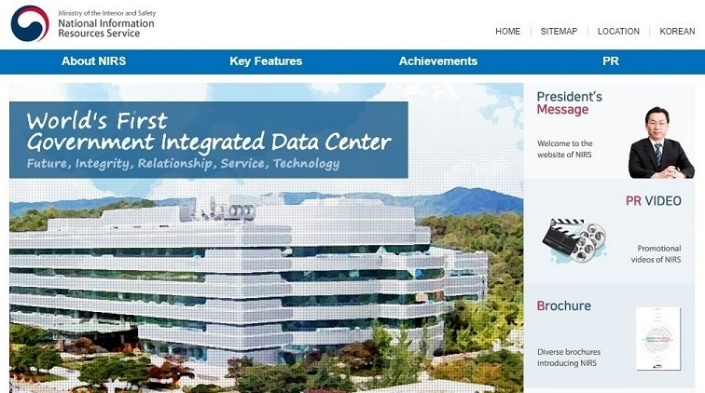 Ministry of the Interior and Safety
National Information
Resources Service
HOME
SITEMAP
LOCATION
KOREAN
About NIRS
Key Features
Achievements
PR
World's First
Government Integrated Data Center
Future, Integrity, Relationship, Service, Technology
President's
Message
Welcome to the
website of NIRS
PR VIDEO
Promotional
videos of NIRS
Brochure
Diverse brochures
introducing NIRS